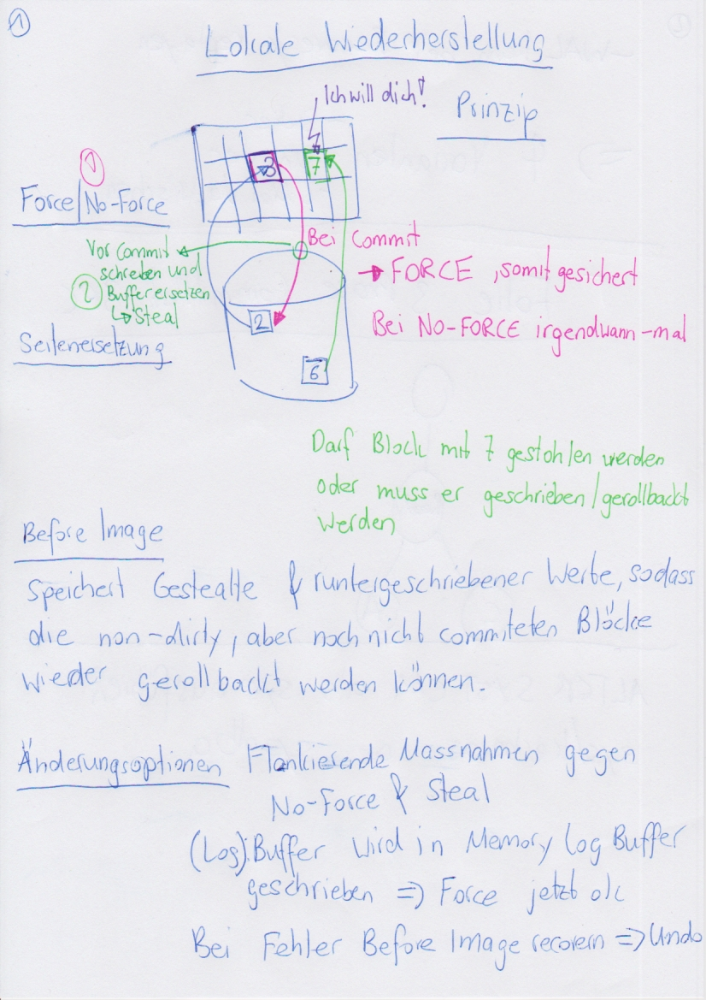 1
Lokale Wiederherstellung
Ich will dich!
Prinzip
3
7
1
Force/No-Force
Bei Commit
Vor Commit
schreiben und
2 Buffer ersetzen
↳ Steal
→ FORCE, somit gesichert
2
Bei NO-FORCE irgendwann-mal
Seitenersetzung
6
Darf Block mit 7 gestohlen werden
oder muss er geschrieben/gerollbackt
werden
Before Image
Speichert Gestealte & runtergeschriebener Werte, sodass
die non-dirty, aber noch nicht commiteten Blöcke
wieder gerollbackt werden können.
Änderungsoptionen Flankierende Massnahmen gegen
No-Force & Steal
(Log): Buffer wird in Memory log Buffer
geschrieben => Force jetzt ok
Bei Fehler Before Image recovern => Undo